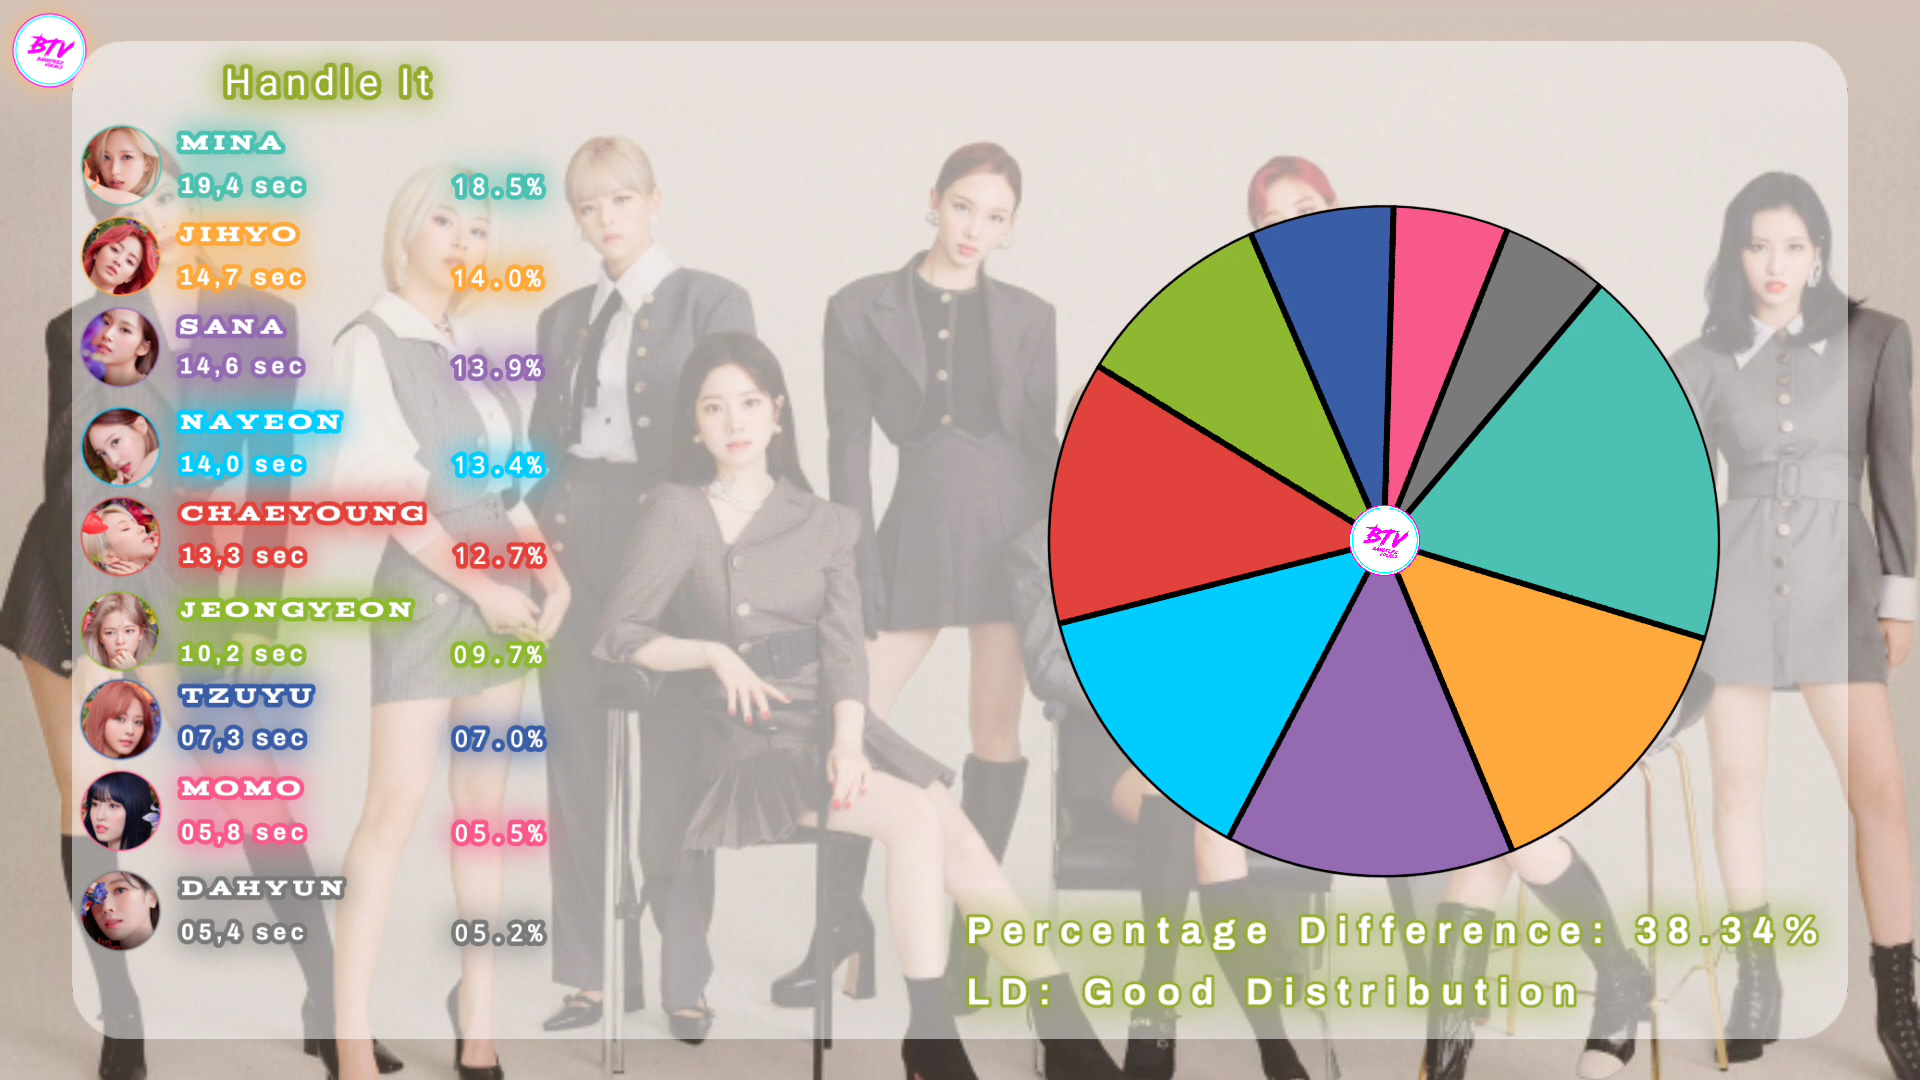 BTV
Handle It
MINA
19,4 sec 18.5%
JIHYO
14,7 sec 14.0%
SANA
14,6 sec 13.9%
NAYEON
14,0 sec 13.4%
CHAEYOUNG
13,3 sec 12.7%
JEONGYEON
10,2 sec 09.7%
TZUYU
07,3 sec 07.0%
MOMO
05,8 sec 05.5%
DAHYUN
05,4 sec 05.2%
BTV
Percentage Difference: 38.34%
LD: Good Distribution